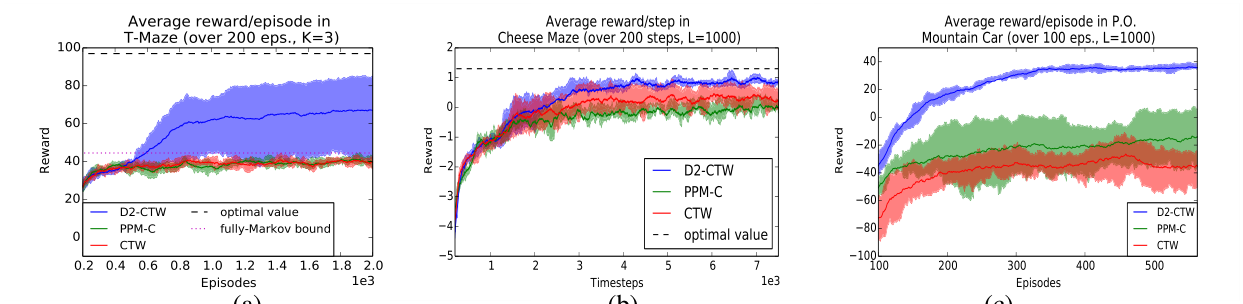 Average reward/episode in
T-Maze (over 200 eps., K=3)
100
80
60
40
20
0
Reward
D2-CTW
PPM-C
CTW
optimal value
fully-Markov bound
0.2 0.4 0.6 0.8 1.0 1.2 1.4 1.6 1.8 2.0
1e3
Episodes
(a)
Average reward/step in
Cheese Maze (over 200 steps, L=1000)
2
1
0
−1
−2
−3
−4
−5
Reward
D2-CTW
PPM-C
CTW
optimal value
1 2 3 4 5 6 7
1e3
Timesteps
(b)
Average reward/episode in P.O.
Mountain Car (over 100 eps., L=1000)
40
20
0
−20
−40
−60
−80
−100
Reward
D2-CTW
PPM-C
CTW
100 200 300 400 500
Episodes
(c)